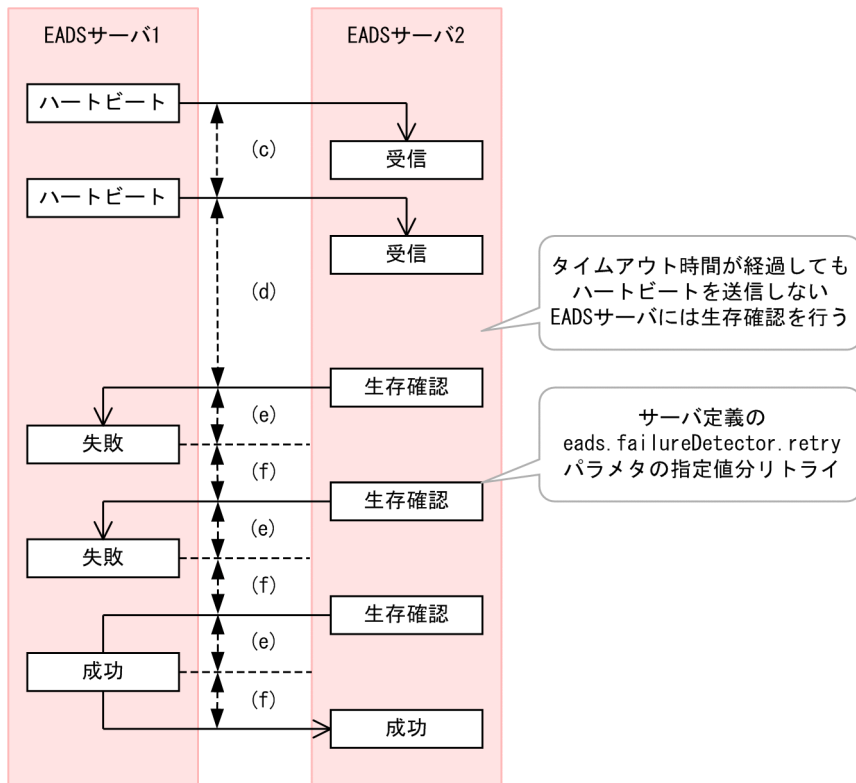 EADSサーバ1
EADSサーバ2
ハートビート
(c)
受信
ハートビート
受信
(d)
タイムアウト時間が経過しても
ハートビートを送信しない
EADSサーバには生存確認を行う
生存確認
(e)
失敗
サーバ定義の
eads.failureDetector.retry
パラメタの指定値分リトライ
(f)
生存確認
(e)
失敗
(f)
生存確認
(e)
成功
(f)
成功